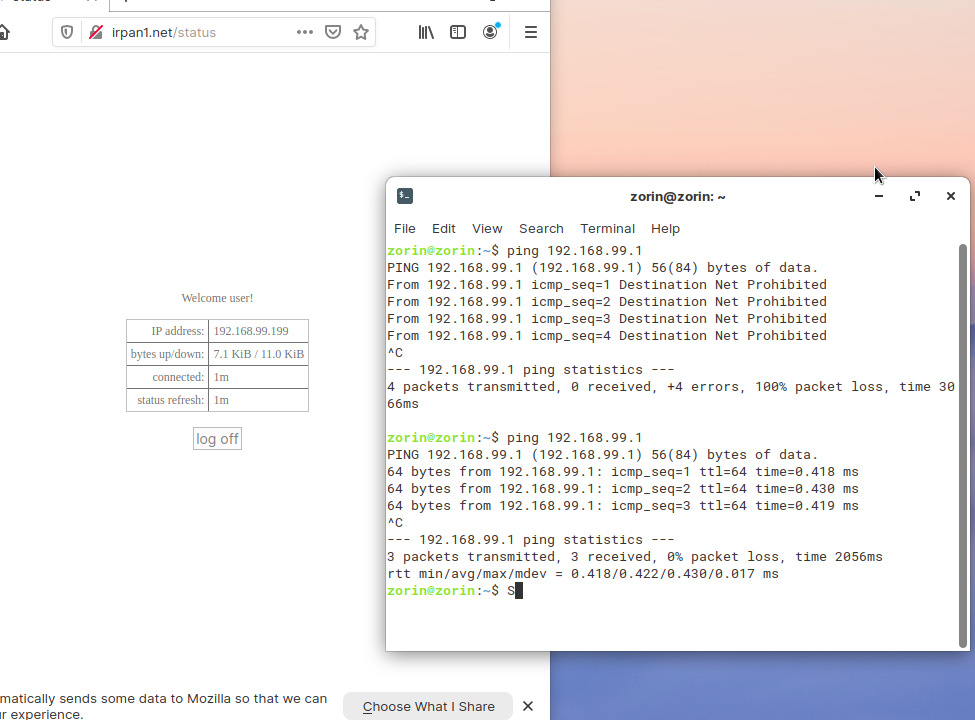 irpan1.net/status
Welcome user!
IP address: 192.168.99.199
bytes up/down: 7.1 KiB / 11.0 KiB
connected: 1m
status refresh: 1m
log off
matically sends some data to Mozilla so that we can
r experience.
Choose What I Share
zorin@zorin: ~
File Edit View Search Terminal Help
zorin@zorin:~$ ping 192.168.99.1
PING 192.168.99.1 (192.168.99.1) 56(84) bytes of data.
From 192.168.99.1 icmp_seq=1 Destination Net Prohibited
From 192.168.99.1 icmp_seq=2 Destination Net Prohibited
From 192.168.99.1 icmp_seq=3 Destination Net Prohibited
From 192.168.99.1 icmp_seq=4 Destination Net Prohibited
^C
--- 192.168.99.1 ping statistics ---
4 packets transmitted, 0 received, +4 errors, 100% packet loss, time 30
66ms
zorin@zorin:~$ ping 192.168.99.1
PING 192.168.99.1 (192.168.99.1) 56(84) bytes of data.
64 bytes from 192.168.99.1: icmp_seq=1 ttl=64 time=0.418 ms
64 bytes from 192.168.99.1: icmp_seq=2 ttl=64 time=0.430 ms
64 bytes from 192.168.99.1: icmp_seq=3 ttl=64 time=0.419 ms
^C
--- 192.168.99.1 ping statistics ---
3 packets transmitted, 3 received, 0% packet loss, time 2056ms
rtt min/avg/max/mdev = 0.418/0.422/0.430/0.017 ms
zorin@zorin:~$ S